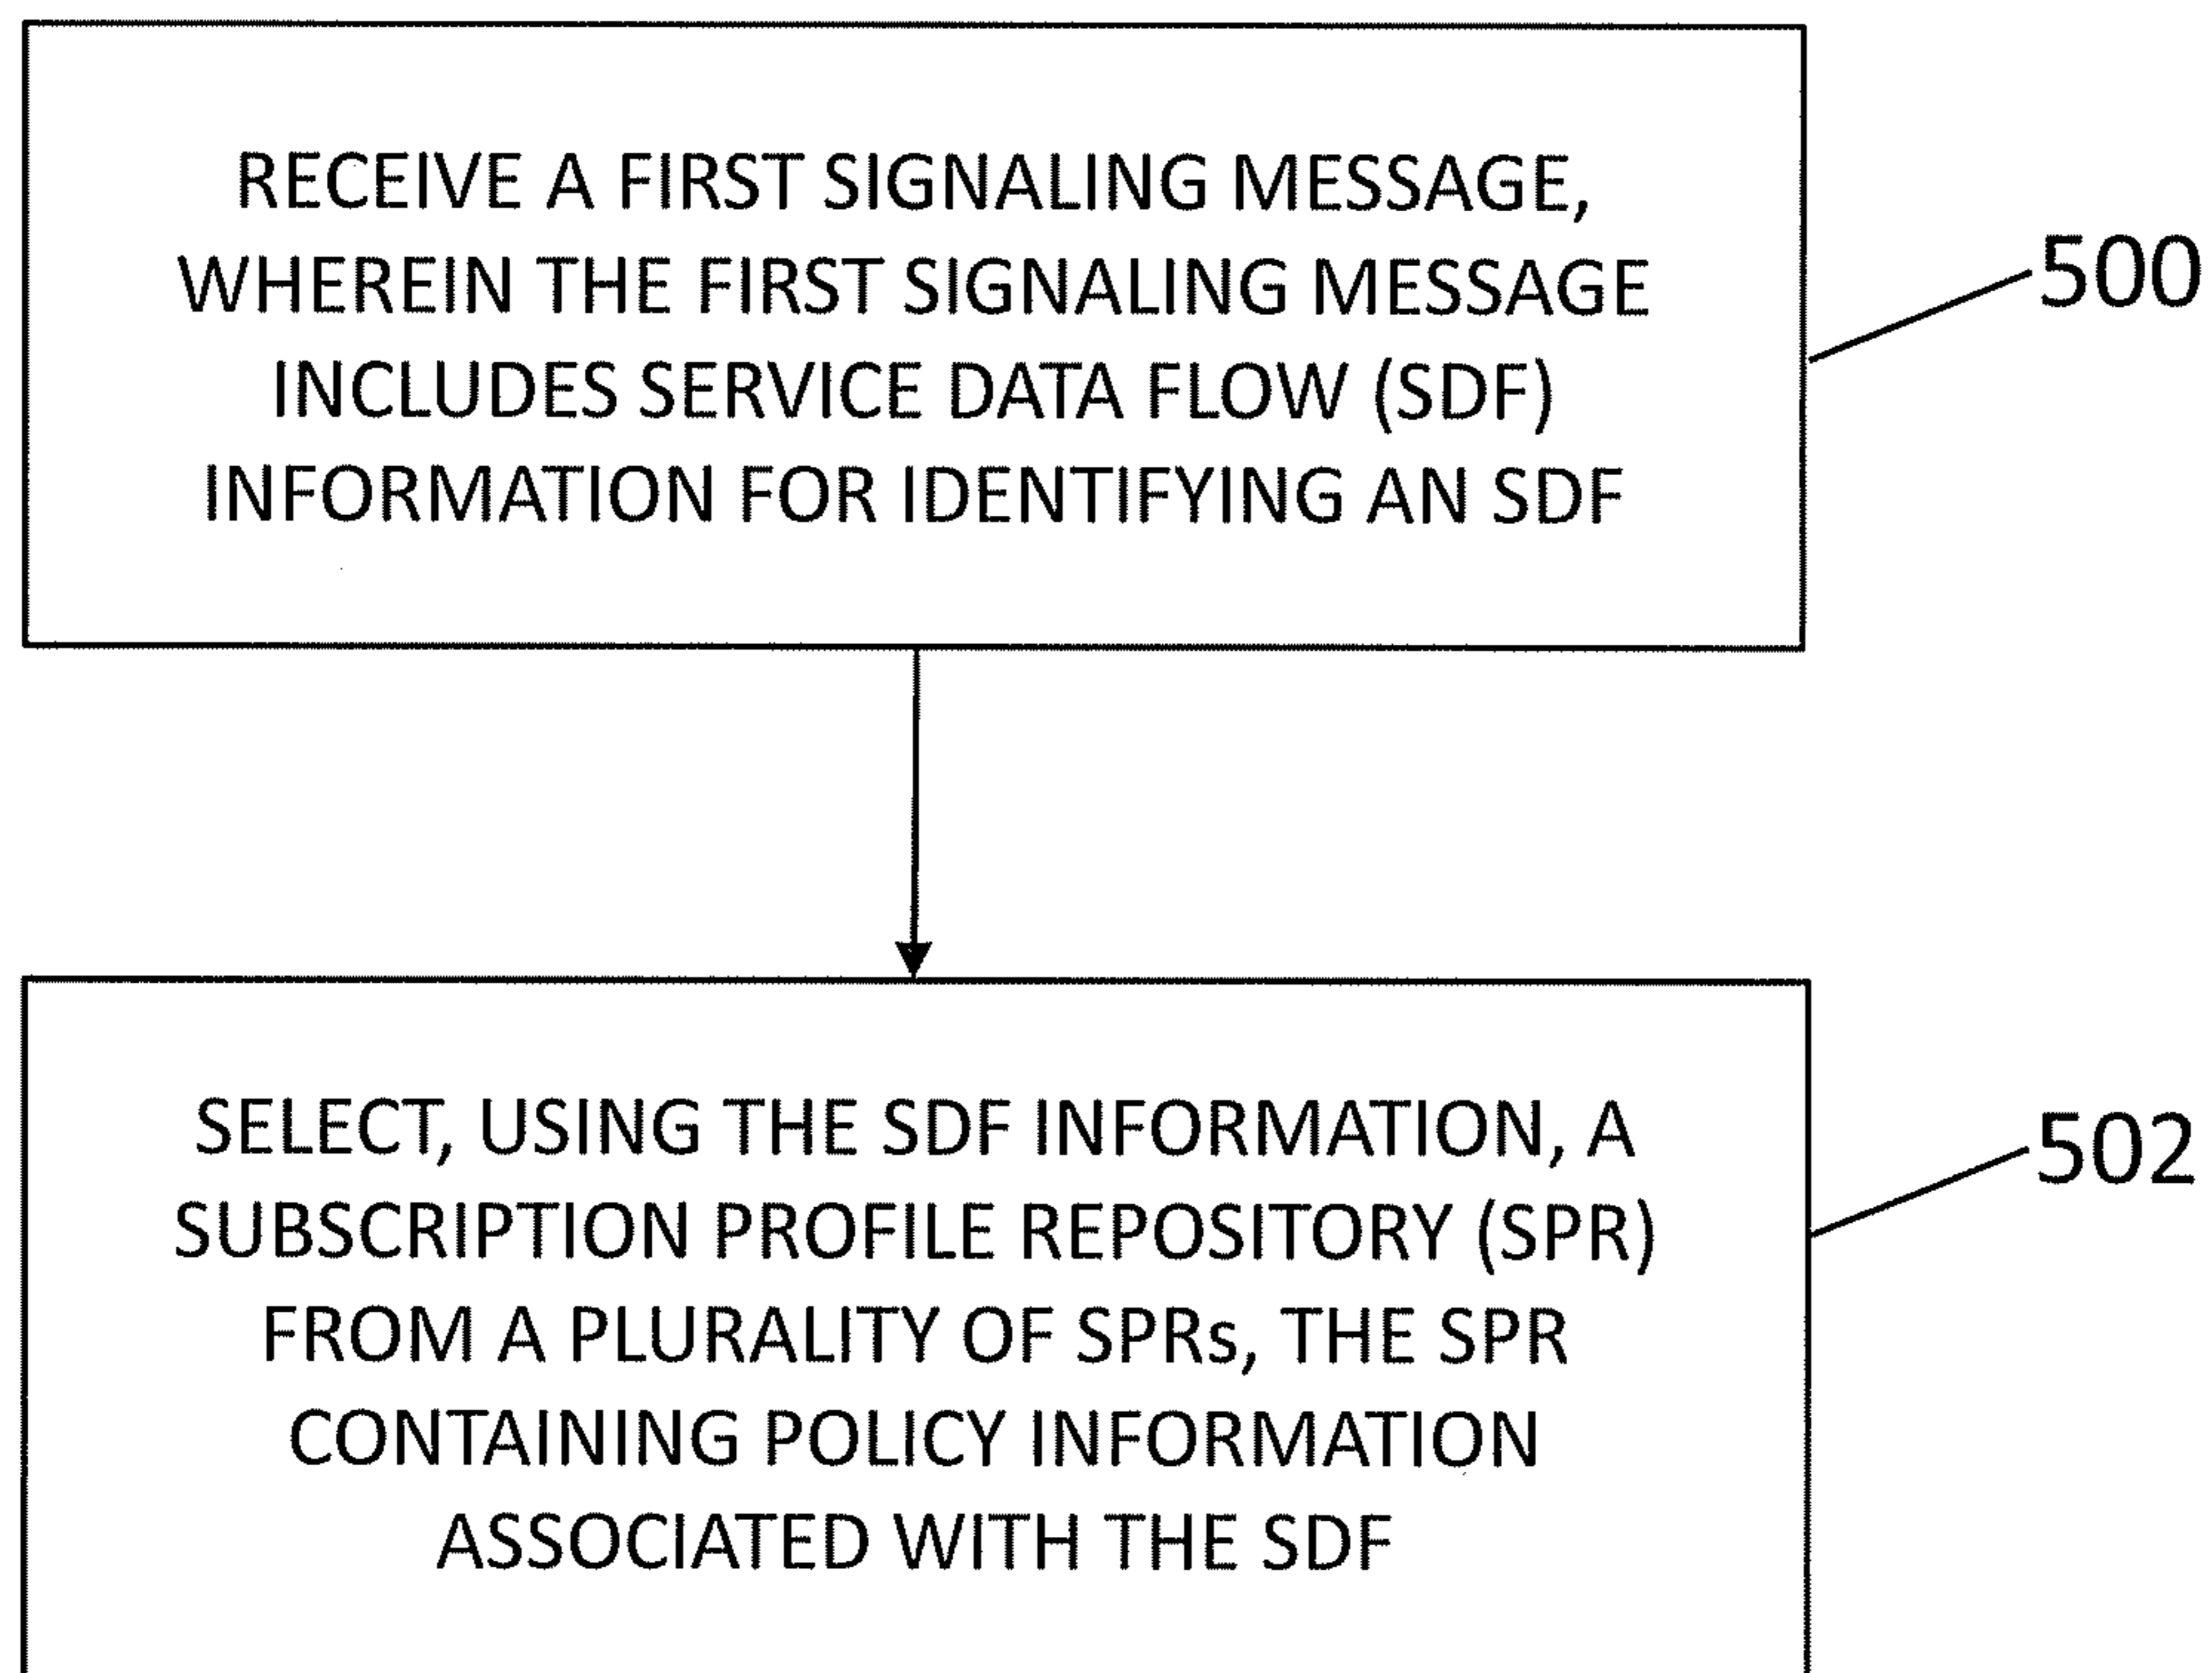 RECEIVE A FIRST SIGNALING MESSAGE,
WHEREIN THE FIRST SIGNALING MESSAGE
INCLUDES SERVICE DATA FLOW (SDF)
INFORMATION FOR IDENTIFYING AN SDF
500
SELECT, USING THE SDF INFORMATION, A
SUBSCRIPTION PROFILE REPOSITORY (SPR)
FROM A PLURALITY OF SPRs, THE SPR
CONTAINING POLICY INFORMATION
ASSOCIATED WITH THE SDF
502